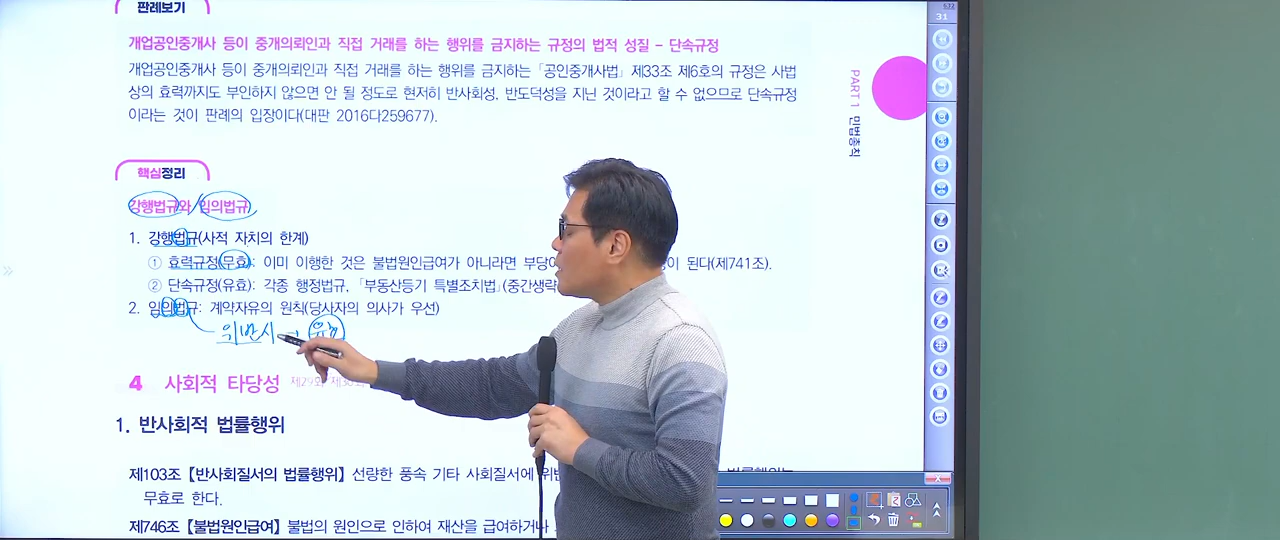 판례보기
개업공인중개사 등이 중개의뢰인과 직접 거래를 하는 행위를 금지하는 규정의 법적 성질 - 단속규정
개업공인중개사 등이 중개의뢰인과 직접 거래를 하는 행위를 금지하는 「공인중개사법」 제33조 제6호의 규정은 사법
상의 효력까지도 부인하지 않으면 안 될 정도로 현저히 반사회성, 반도덕성을 지닌 것이라고 할 수 없으므로 단속규정
이라는 것이 판례의 입장이다(대판 2016다259677).
핵심정리
강행법규와 임의법규
1. 강행법규(사적 자치의 한계)
① 효력규정(무효): 이미 이행한 것은 불법원인급여가 아니라면 부당이 된다(제741조).
② 단속규정(유효): 각종 행정법규, 「부동산등기 특별조치법」(중간생략
2. 임의법규: 계약자유의 원칙(당사자의 의사가 우선)
위반시 → 유효
4 사회적 타당성 제29회
1. 반사회적 법률행위
제103조 【반사회질서의 법률행위】 선량한 풍속 기타 사회질서에
무효로 한다.
제746조 【불법원인급여】 불법의 원인으로 인하여 재산을 급여하거나
PART 1 민법총칙
31